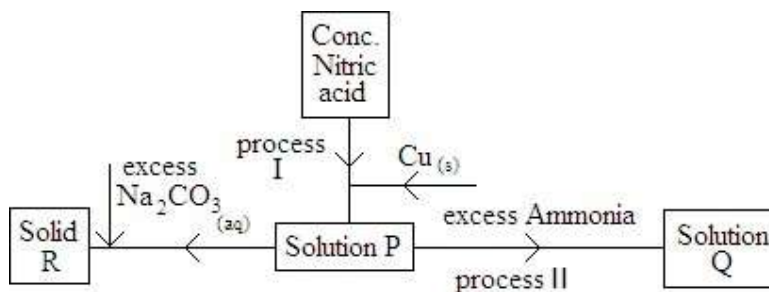 Conc.
Nitric
acid
process
I
Cu (s)
excess
Na₂CO₃
(aq)
excess Ammonia
Solid
R
Solution P
Solution
Q
process II